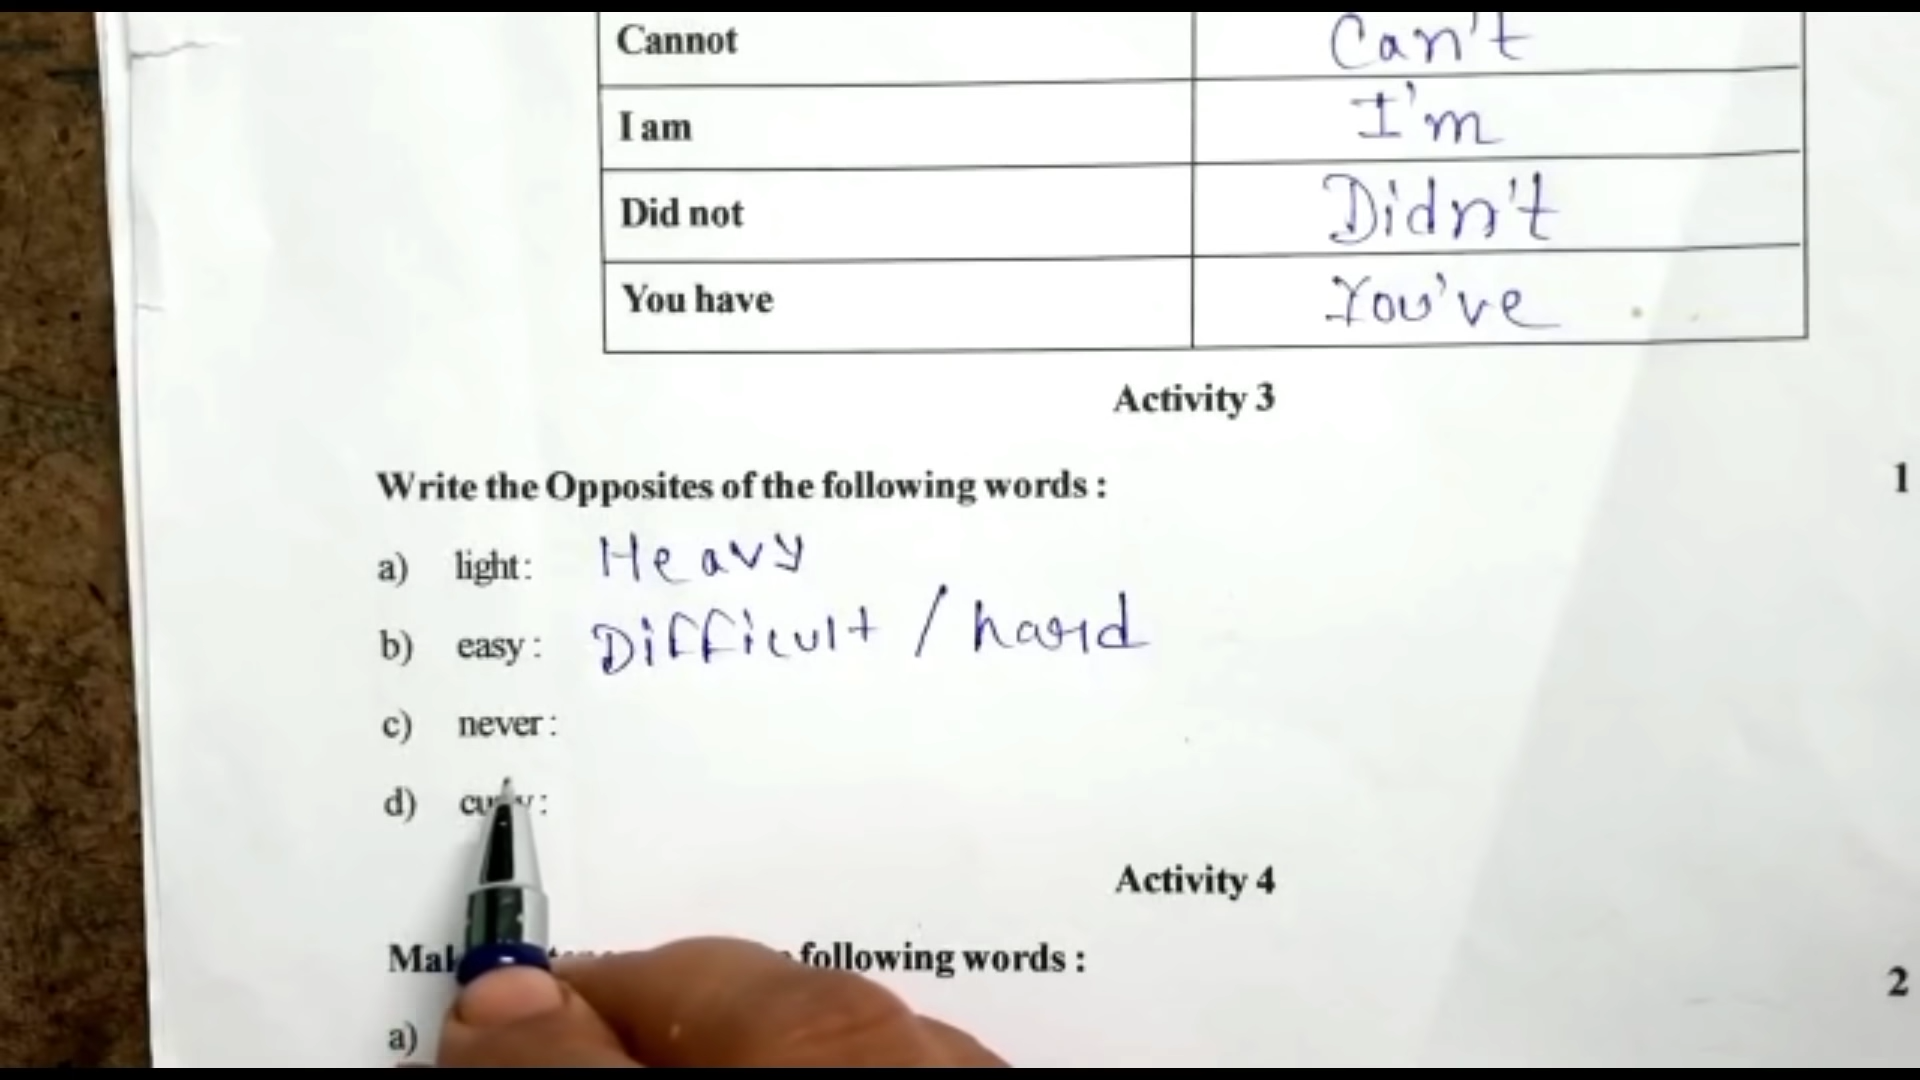 Cannot Can't
I am I'm
Did not Didn't
You have You've
Activity 3
Write the Opposites of the following words : 1
a) light: Heavy
b) easy: Difficult / hard
c) never:
d)
Activity 4
following words : 2
a)